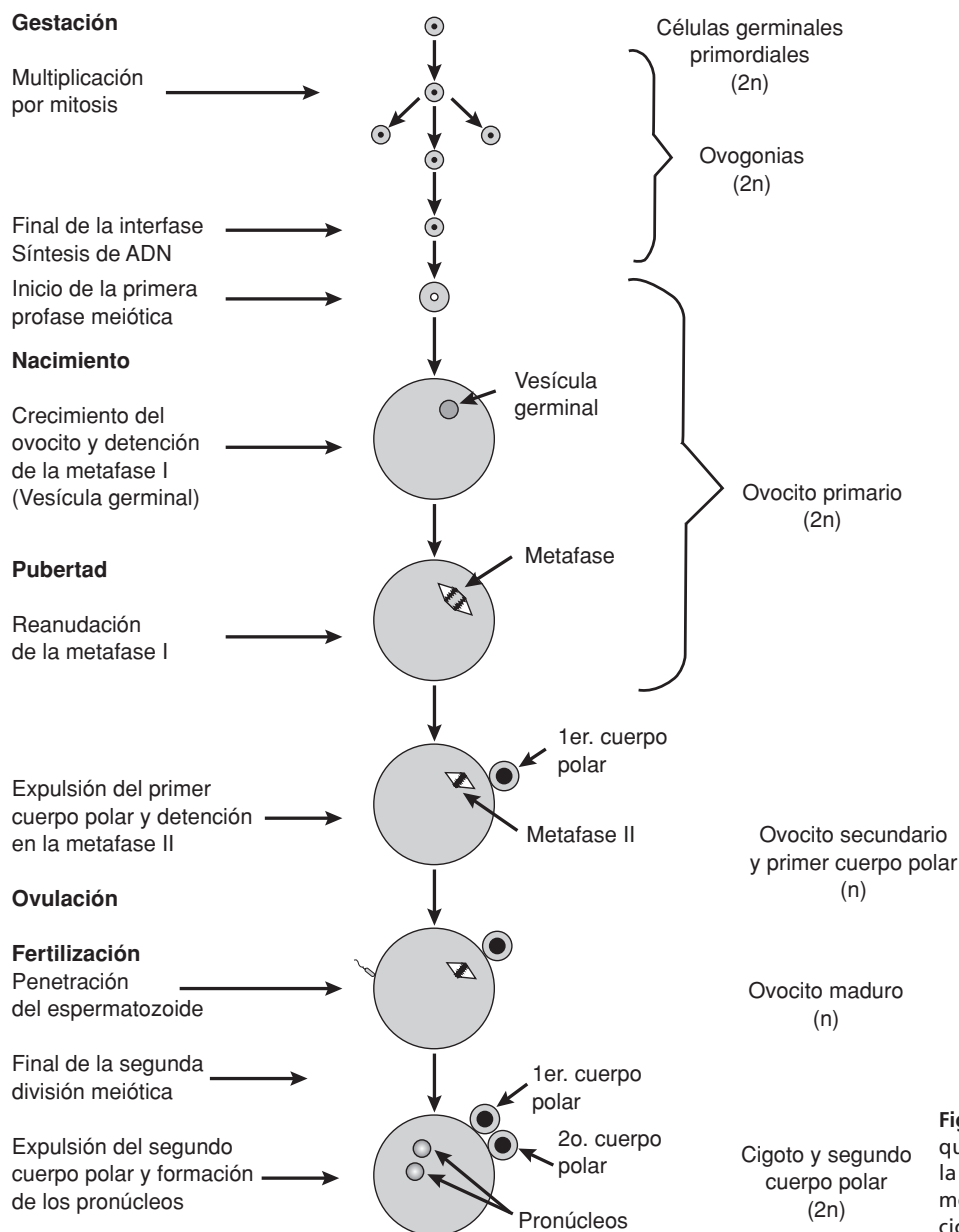 Gestación
Multiplicación
por mitosis
Final de la interfase
Síntesis de ADN
Inicio de la primera
profase meiótica
Nacimiento
Crecimiento del
ovocito y detención
de la metafase I
(Vesícula germinal)
Pubertad
Reanudación
de la metafase I
Expulsión del primer
cuerpo polar y detención
en la metafase II
Ovulación
Fertilización
Penetración
del espermatozoide
Final de la segunda
división meiótica
Expulsión del segundo
cuerpo polar y formación
de los pronúcleos
Vesícula
germinal
Metafase
1er. cuerpo
polar
Metafase II
1er. cuerpo
polar
2o. cuerpo
polar
Pronúcleos
Células germinales
primordiales
(2n)
Ovogonias
(2n)
Ovocito primario
(2n)
Ovocito secundario
y primer cuerpo polar
(n)
Ovocito maduro
(n)
Cigoto y segundo
cuerpo polar
(2n)
Fig
qu
la
me
cio